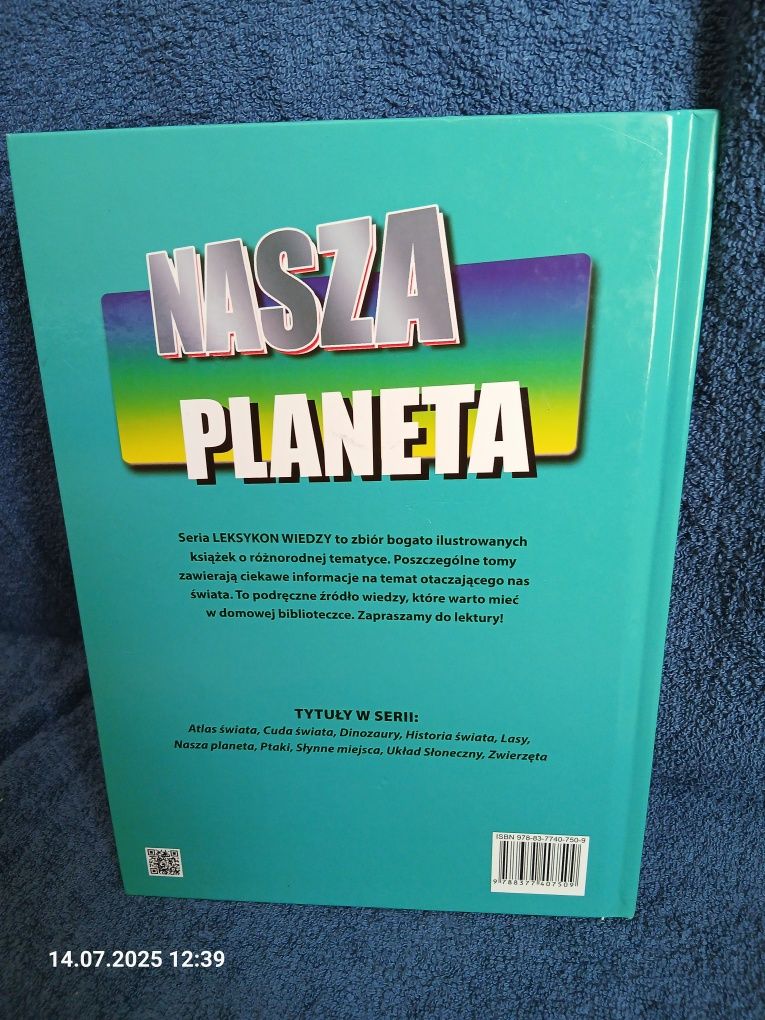 NASZA
PLANETA
Seria LEKSYKON WIEDZY to zbiór bogato ilustrowanych
książek o różnorodnej tematyce. Poszczególne tomy
zawierają ciekawe informacje na temat otaczającego nas
świata. To podręczne źródło wiedzy, które warto mieć
w domowej biblioteczce. Zapraszamy do lektury!
TYTUŁY W SERII:
Atlas świata, Cuda świata, Dinozaury, Historia świata, Lasy,
Nasza planeta, Ptaki, Słynne miejsca, Układ Słoneczny, Zwierzęta
ISBN 978-83-7740-750-9
9 788377 407509
14.07.2025 12:39